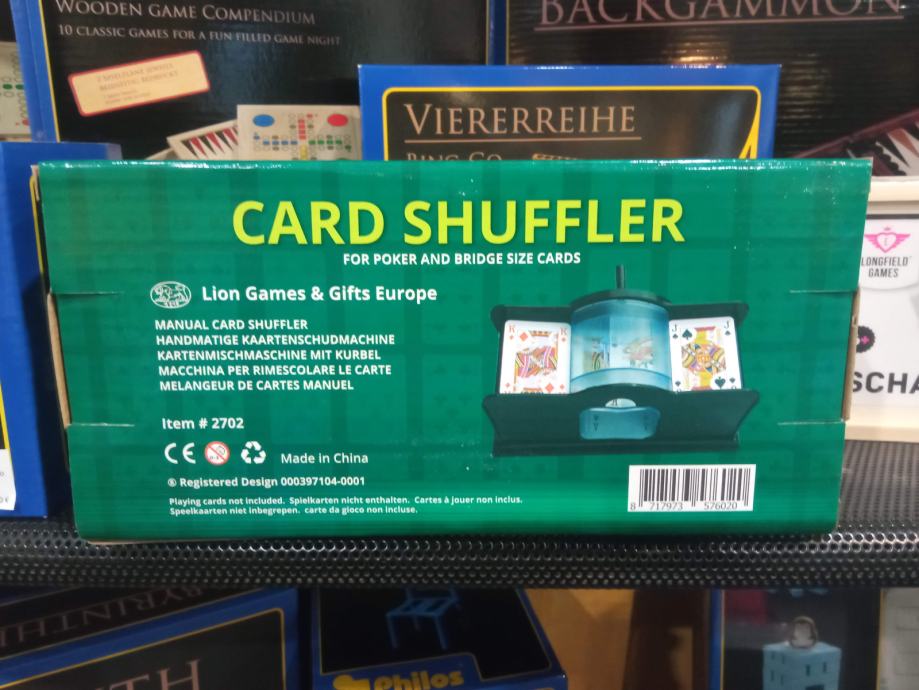 WOODEN GAME COMPENDIUM
10 CLASSIC GAMES FOR A FUN FILLED GAME NIGHT
BACKGAMMON
VIERERREIHE
CARD SHUFFLER
FOR POKER AND BRIDGE SIZE CARDS
Lion Games & Gifts Europe
MANUAL CARD SHUFFLER
HANDMATIGE KAARTENSCHUDMACHINE
KARTENMISCHMASCHINE MIT KURBEL
MACCHINA PER RIMESCOLARE LE CARTE
MELANGEUR DE CARTES MANUEL
Item # 2702
CE
Made in China
® Registered Design 000397104-0001
Playing cards not included. Spielkarten nicht enthalten. Cartes à jouer non inclus.
Speelkaarten niet inbegrepen. carte da gioco non incluse.
K K
J J
8 717973 576020
LONGFIELD
GAMES
SCHA
Philos